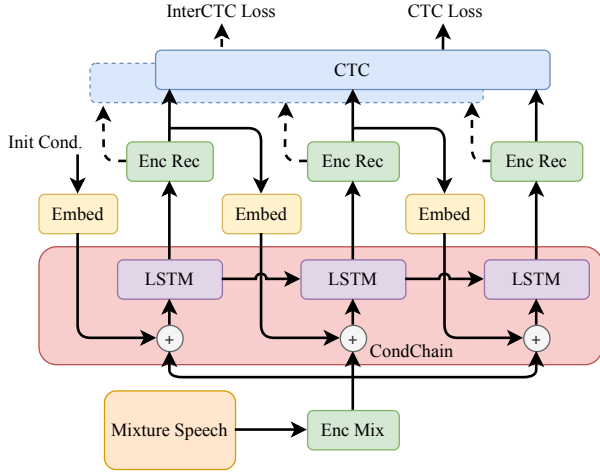 InterCTC Loss CTC Loss
CTC
Init Cond.
Enc Rec Enc Rec Enc Rec
Embed Embed Embed
LSTM LSTM LSTM
+ + +
CondChain
Mixture Speech Enc Mix